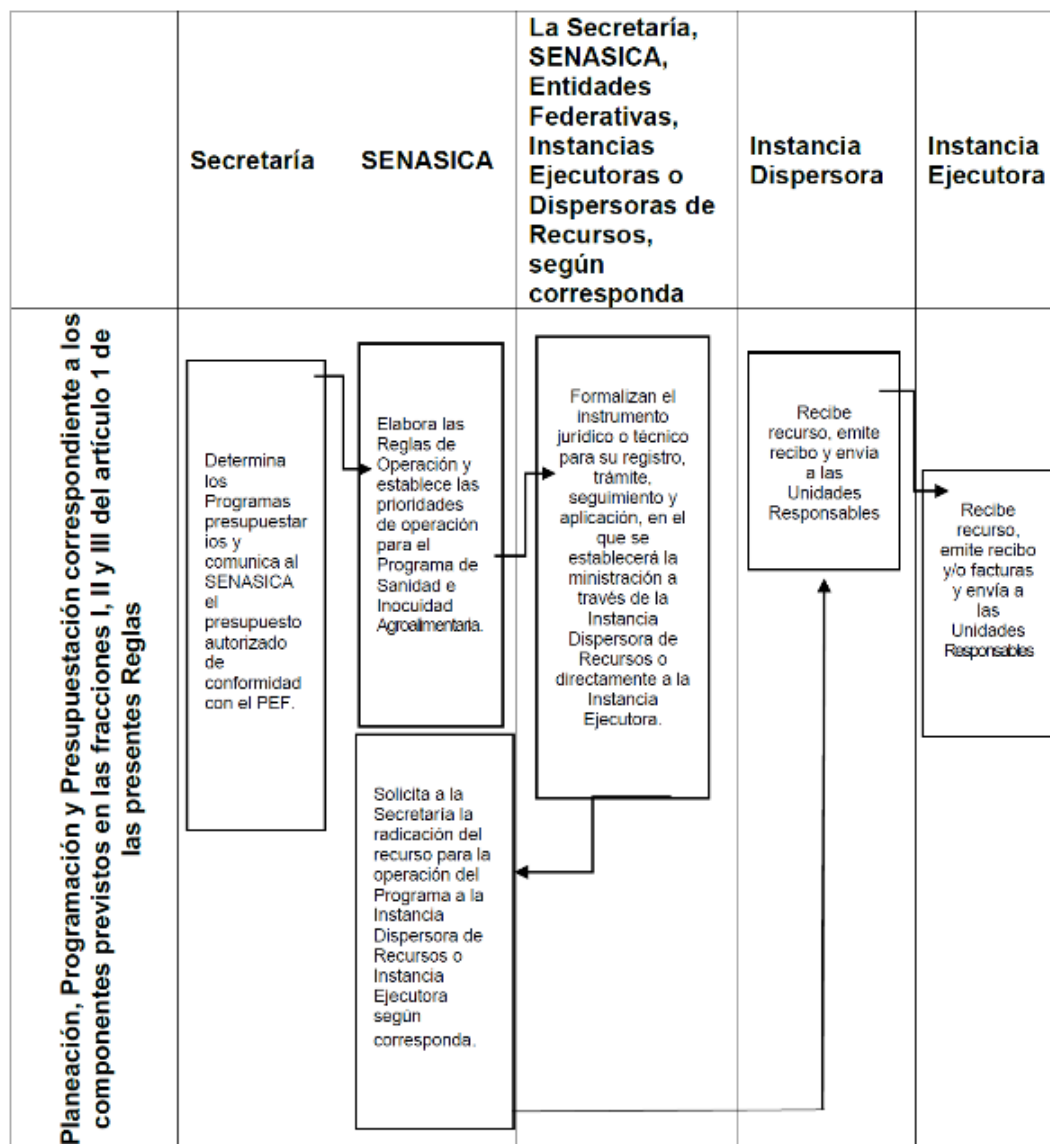 Secretaría
SENASICA
La Secretaría,
SENASICA,
Entidades
Federativas,
Instancias
Ejecutoras o
Dispersoras de
Recursos,
según
corresponda
Instancia
Dispersora
Instancia
Ejecutora
Planeación, Programación y Presupuestación correspondiente a los
componentes previstos en las fracciones I, II y III del artículo 1 de
las presentes Reglas
Determina
los
Programas
presupuestar
ios y
comunica al
SENASICA
el
presupuesto
autorizado
de
conformidad
con el PEF.
Elabora las
Reglas de
Operación y
establece las
prioridades
de operación
para el
Programa de
Sanidad e
Inocuidad
Agroalimentaria.
Formalizan el
instrumento
jurídico o técnico
para su registro,
trámite,
seguimiento y
aplicación, en el
que se
establecerá la
ministración a
través de la
Instancia
Dispersora de
Recursos o
directamente a la
Instancia
Ejecutora.
Solicita a la
Secretaría la
radicación del
recurso para la
operación del
Programa a la
Instancia
Dispersora de
Recursos o
Instancia
Ejecutora
según
corresponda.
Recibe
recurso, emite
recibo y envía
a las
Unidades
Responsables
Recibe
recurso,
emite recibo
y/o facturas
y envía a
las
Unidades
Responsables